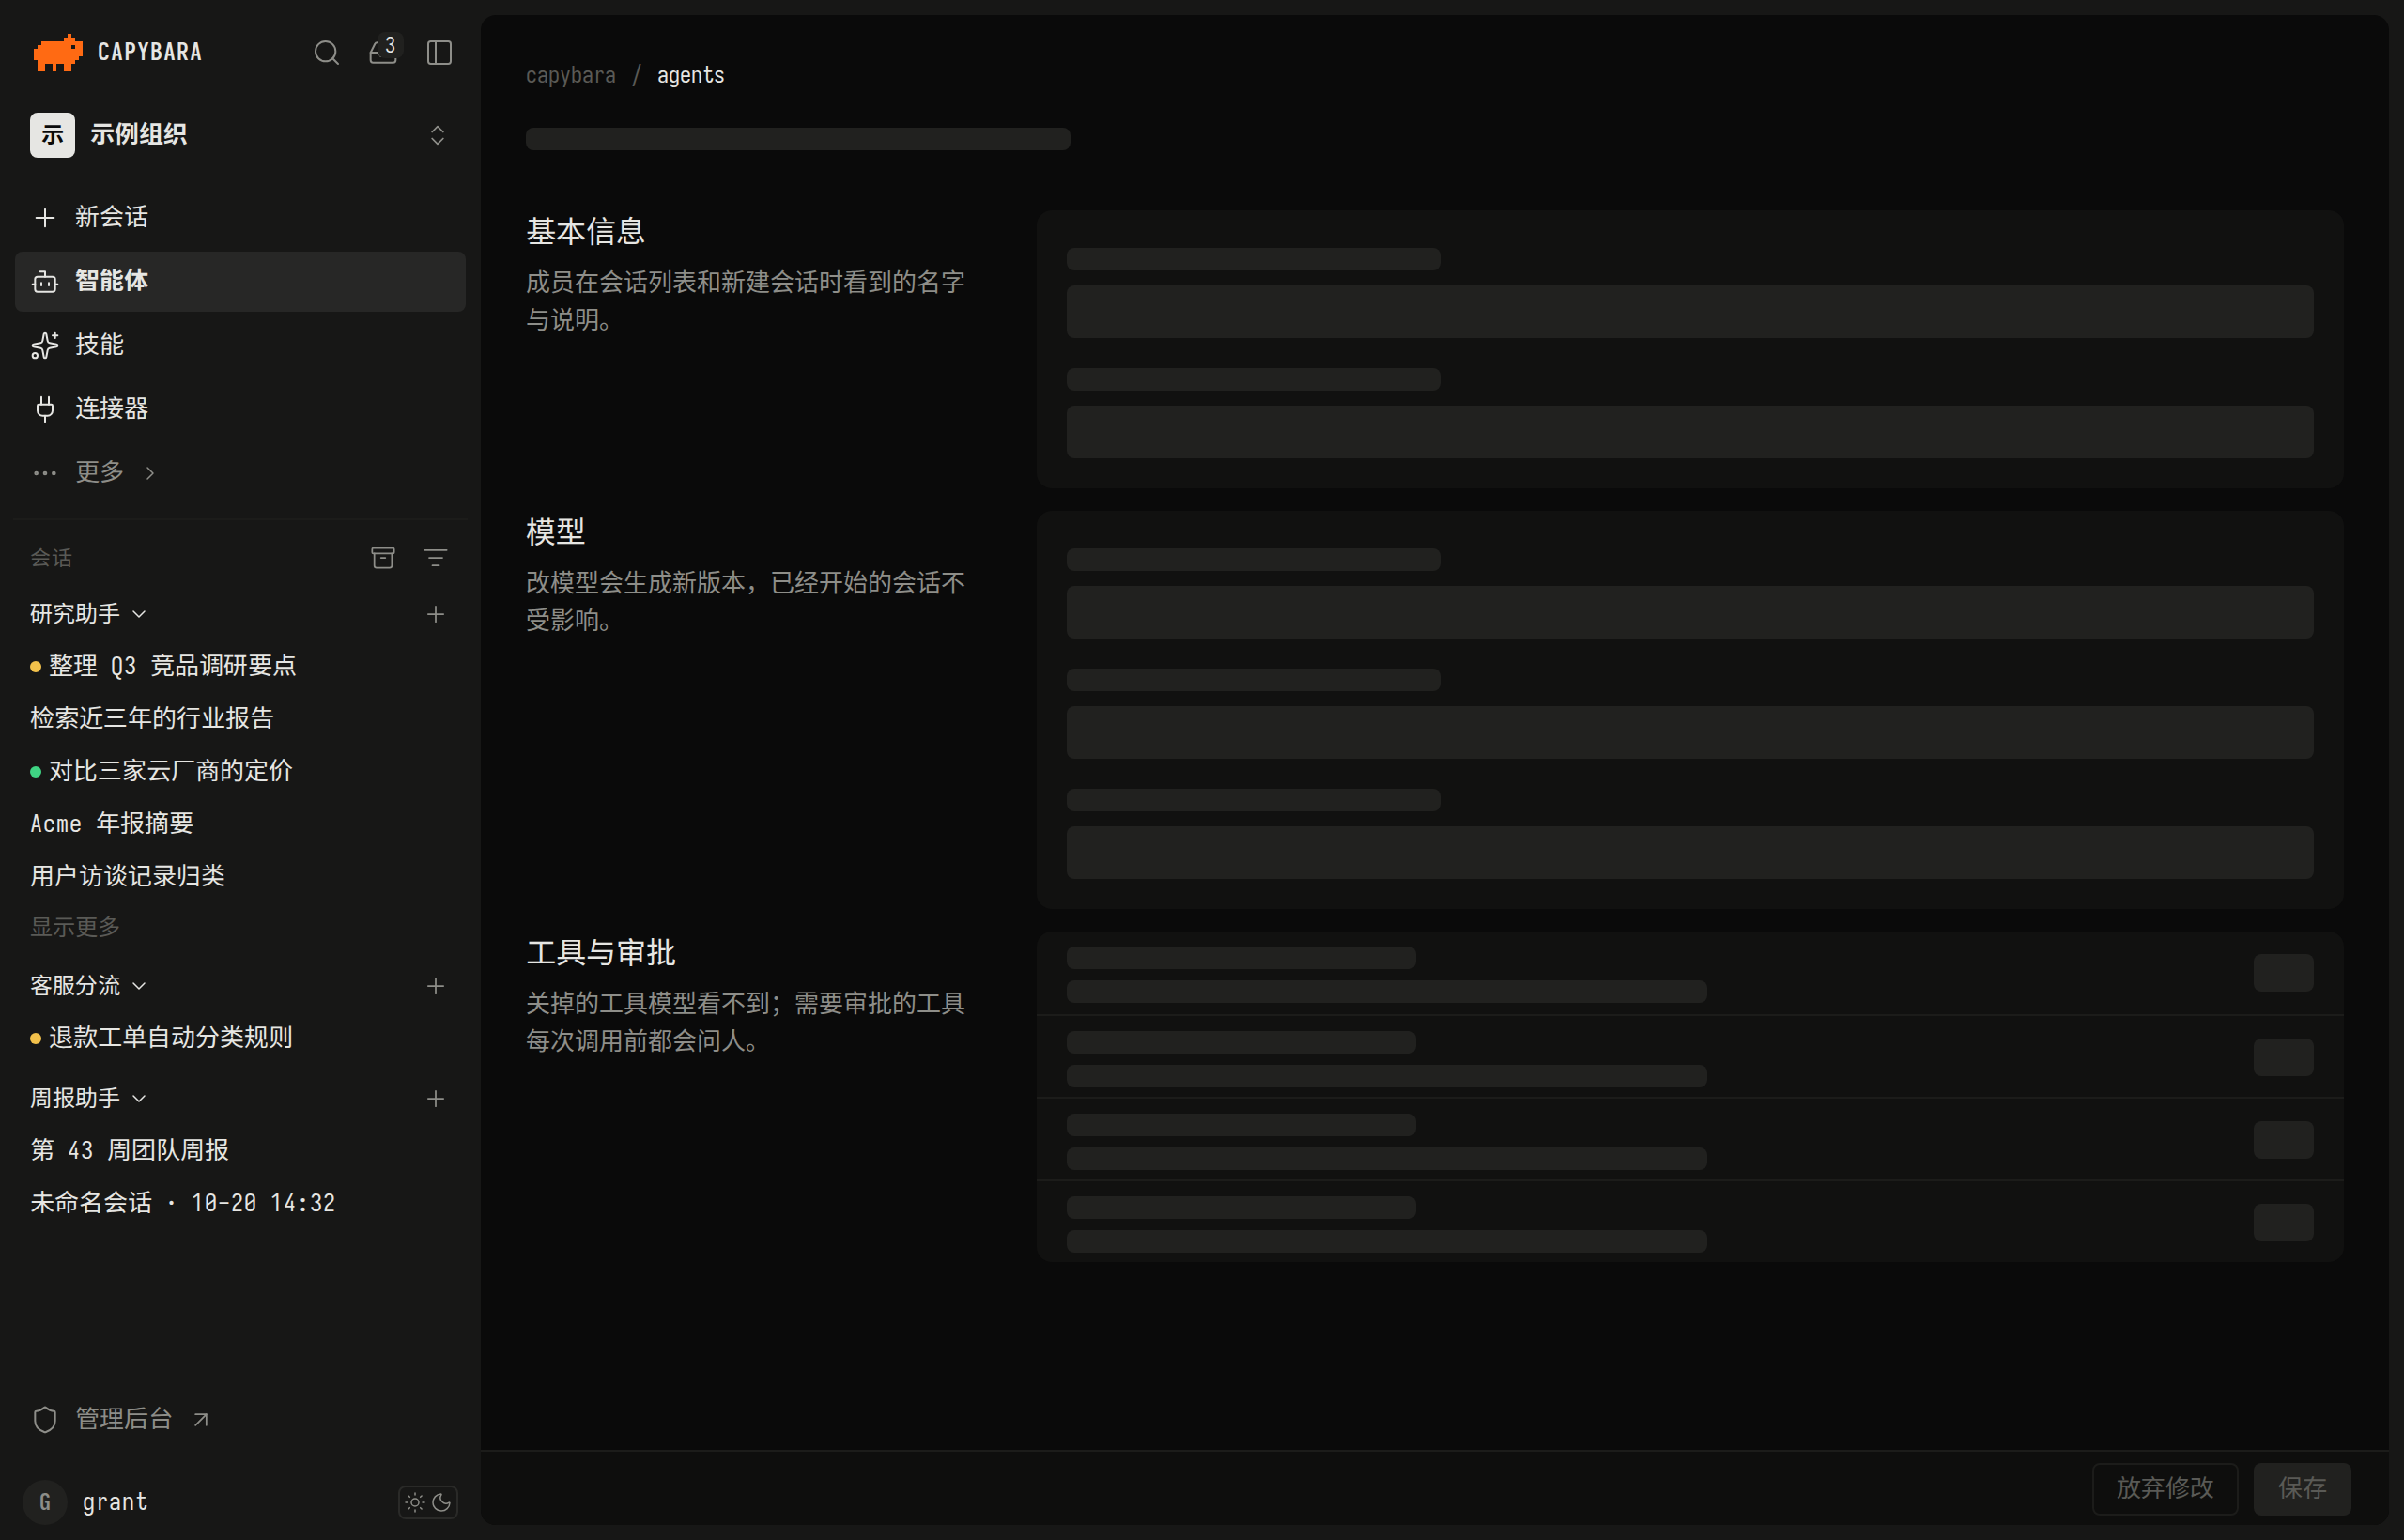 CAPYBARA
3
示 示例组织
新会话
智能体
技能
连接器
更多
会话
研究助手
整理 Q3 竞品调研要点
检索近三年的行业报告
对比三家云厂商的定价
Acme 年报摘要
用户访谈记录归类
显示更多
客服分流
退款工单自动分类规则
周报助手
第 43 周团队周报
未命名会话 · 10-20 14:32
管理后台
G grant
capybara / agents
基本信息
成员在会话列表和新建会话时看到的名字
与说明。
模型
改模型会生成新版本，已经开始的会话不
受影响。
工具与审批
关掉的工具模型看不到；需要审批的工具
每次调用前都会问人。
放弃修改 保存